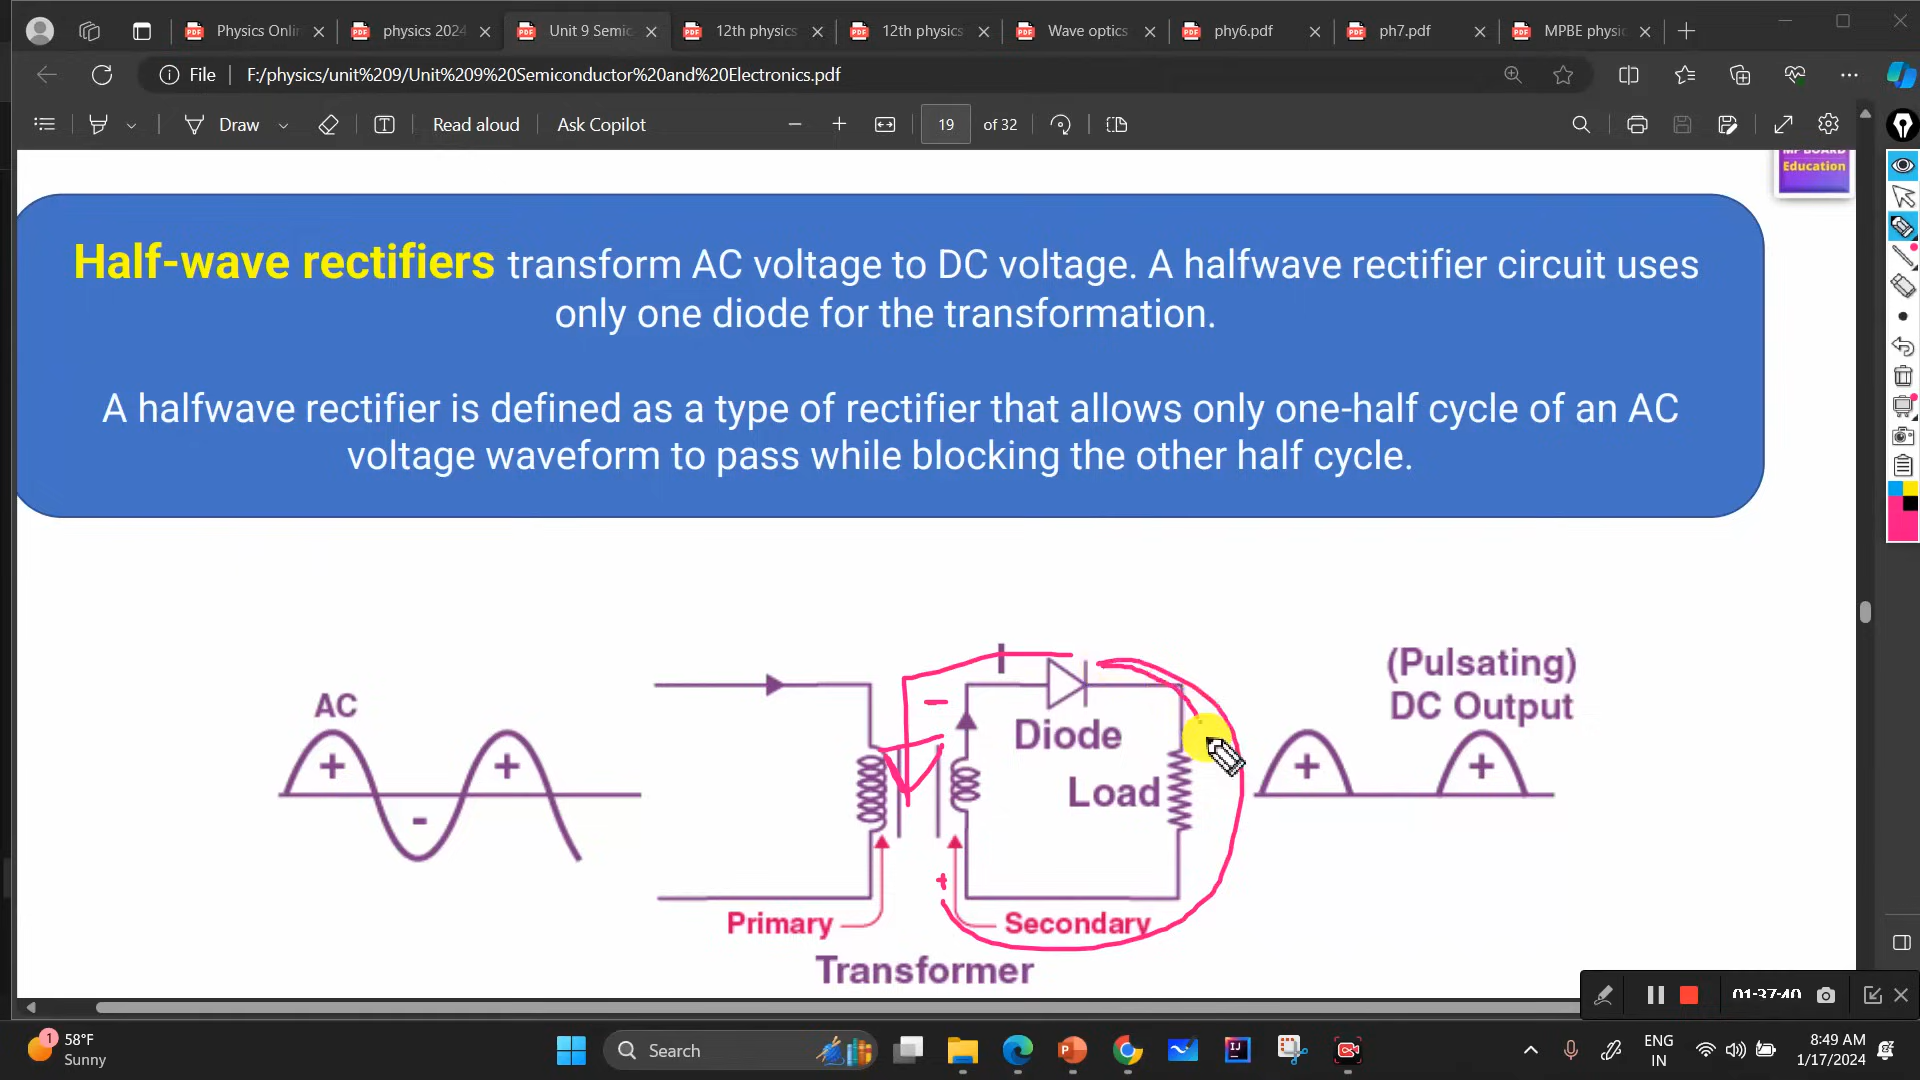 Physics Onlin
physics 2024
Unit 9 Semic
12th physics
12th physics
Wave optics
phy6.pdf
ph7.pdf
MPBE physic
File
F:/physics/unit%209/Unit%209%20Semiconductor%20and%20Electronics.pdf
Draw
Read aloud
Ask Copilot
19
of 32
MP BOARD
Education
Half-wave rectifiers transform AC voltage to DC voltage. A halfwave rectifier circuit uses
only one diode for the transformation.
A halfwave rectifier is defined as a type of rectifier that allows only one-half cycle of an AC
voltage waveform to pass while blocking the other half cycle.
AC
+
+
-
-
+
Diode
Load
Primary
Secondary
Transformer
(Pulsating)
DC Output
+
+
01:37:40
1
58°F
Sunny
Search
ENG
IN
8:49 AM
1/17/2024